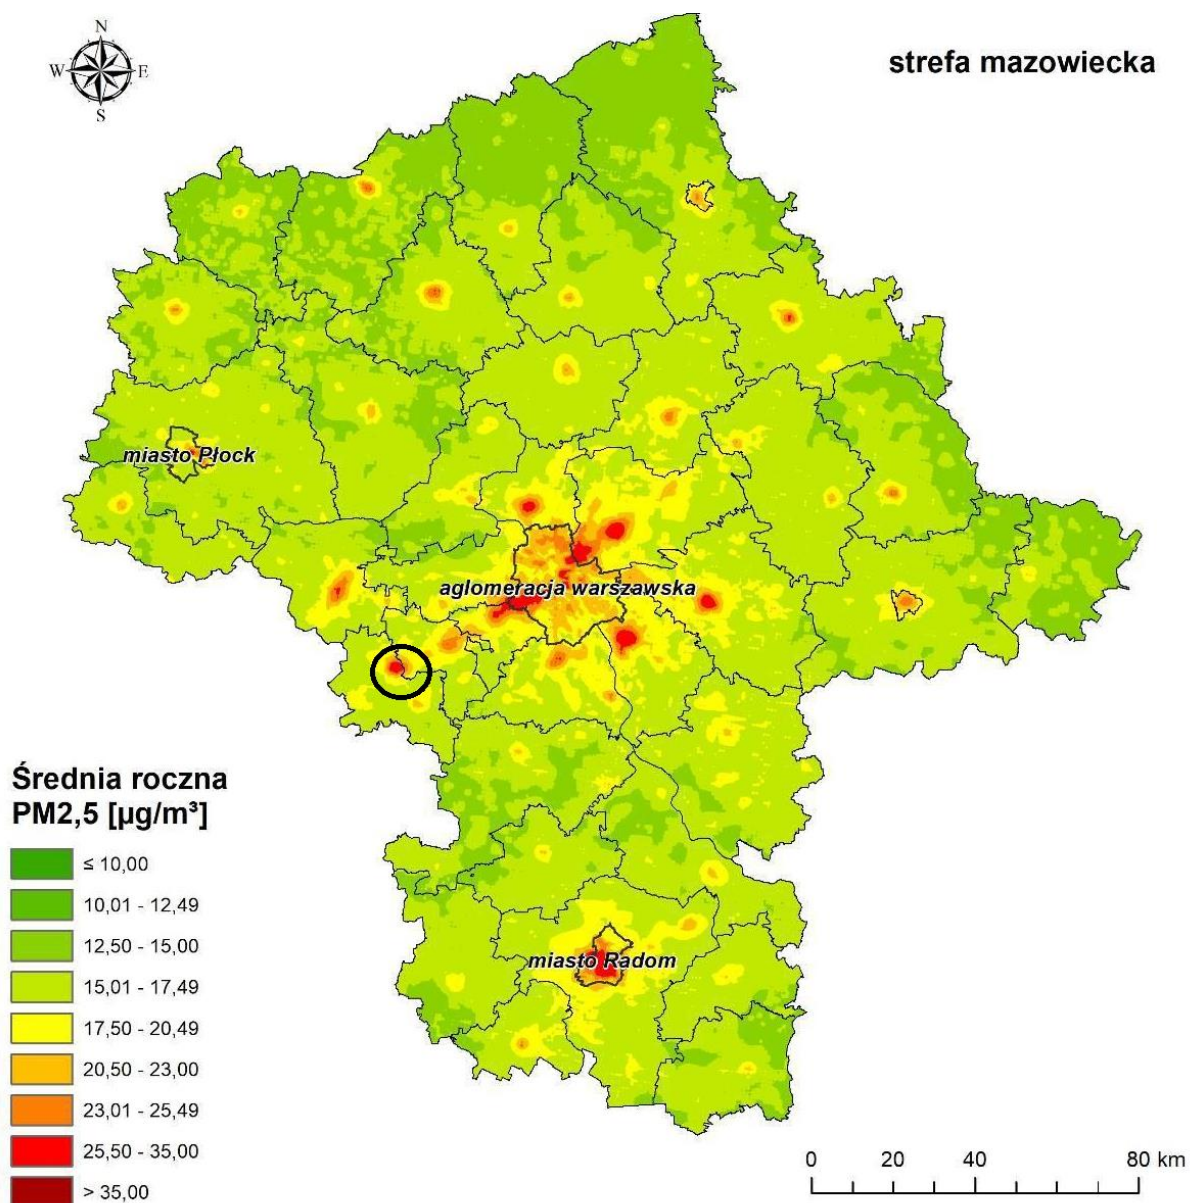 N
W E
S
strefa mazowiecka
miasto Płock
aglomeracja warszawska
miasto Radom
Średnia roczna
PM2,5 [µg/m³]
≤ 10,00
10,01 - 12,49
12,50 - 15,00
15,01 - 17,49
17,50 - 20,49
20,50 - 23,00
23,01 - 25,49
25,50 - 35,00
> 35,00
0 20 40 80 km